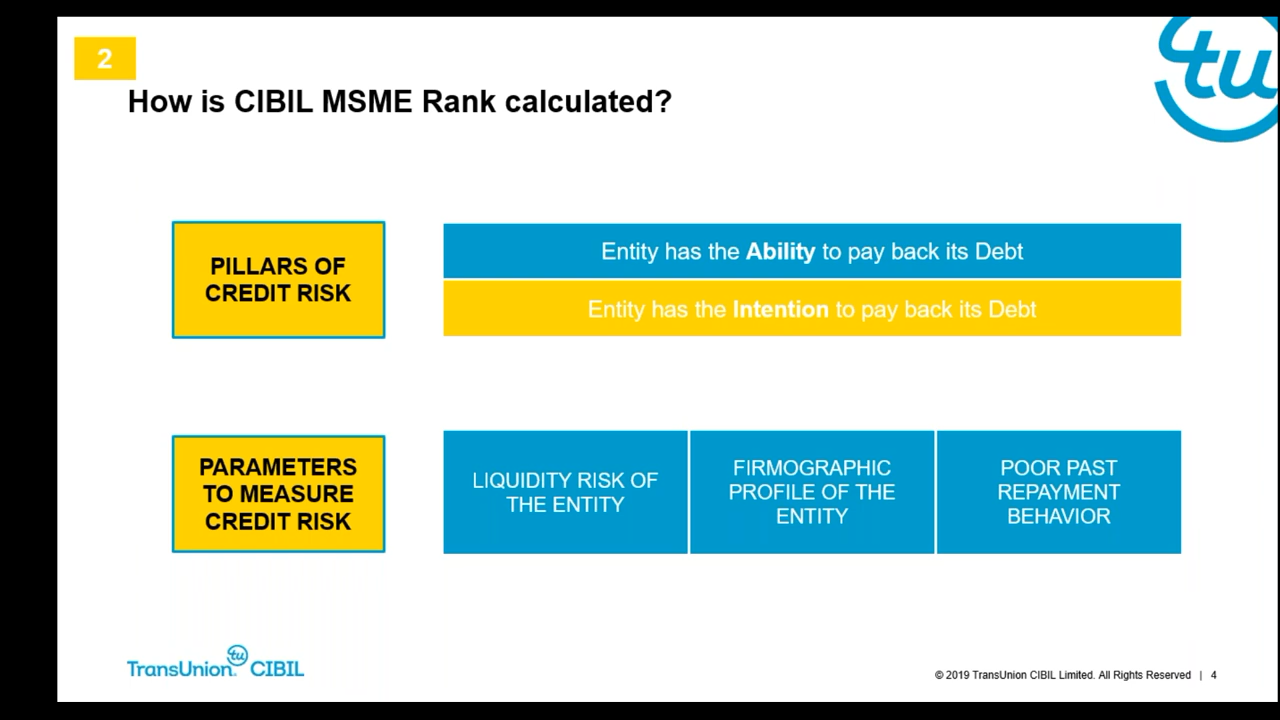 2
tu
How is CIBIL MSME Rank calculated?
PILLARS OF
CREDIT RISK
Entity has the Ability to pay back its Debt
Entity has the Intention to pay back its Debt
PARAMETERS
TO MEASURE
CREDIT RISK
LIQUIDITY RISK OF
THE ENTITY
FIRMOGRAPHIC
PROFILE OF THE
ENTITY
POOR PAST
REPAYMENT
BEHAVIOR
TransUnion tu CIBIL
© 2019 TransUnion CIBIL Limited. All Rights Reserved | 4